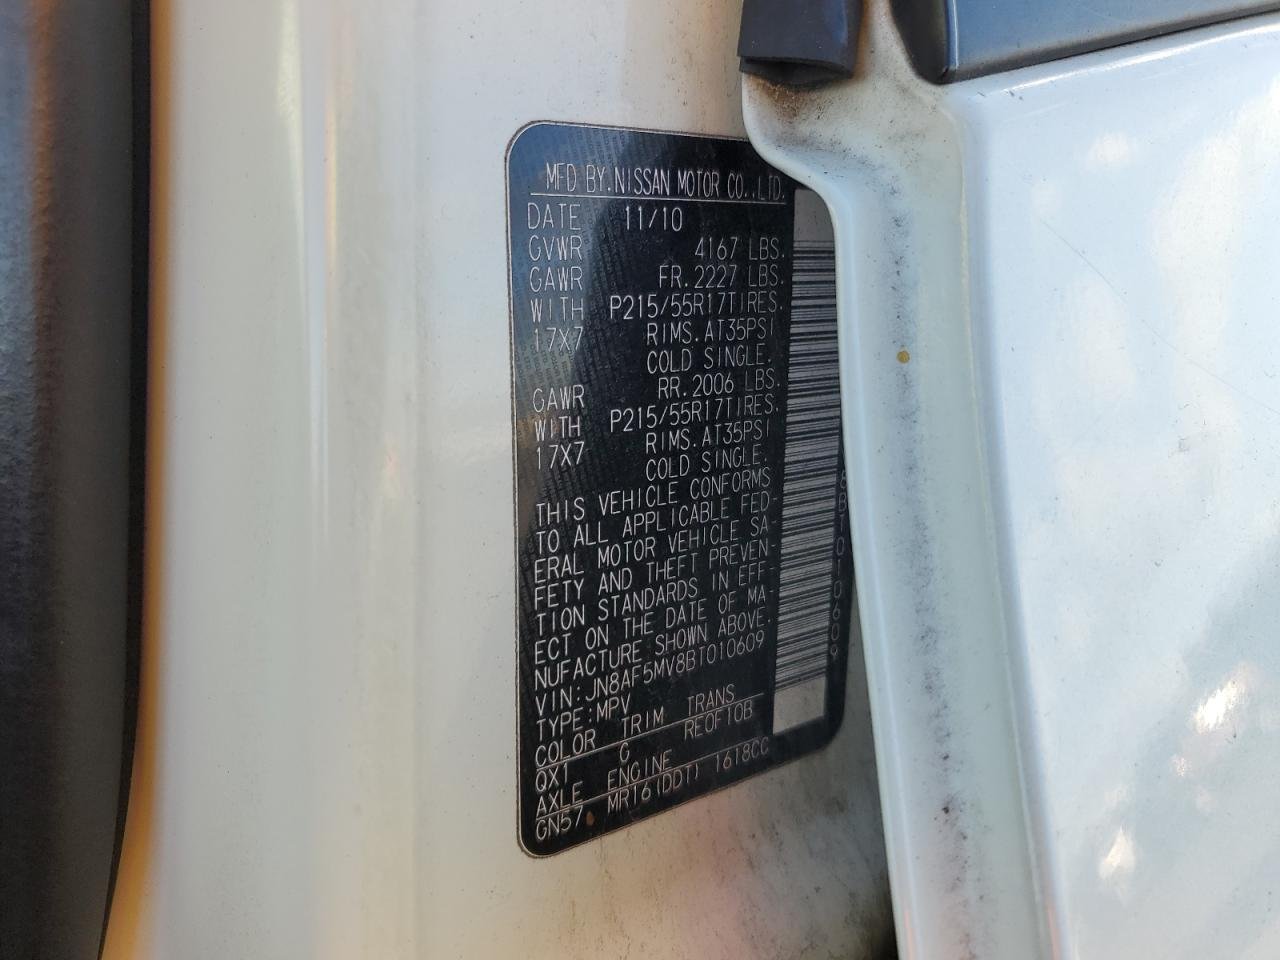 MFD BY.NISSAN MOTOR CO.,LTD.
DATE 11/10
GVWR 4167 LBS.
GAWR FR.2227 LBS.
WITH P215/55R17TIRES.
17X7 RIMS.AT35PSI
COLD SINGLE.
GAWR RR.2006 LBS.
WITH P215/55R17TIRES.
17X7 RIMS.AT35PSI
COLD SINGLE.
THIS VEHICLE CONFORMS
TO ALL APPLICABLE FED-
ERAL MOTOR VEHICLE SA-
FETY AND THEFT PREVEN-
TION STANDARDS IN EFF-
ECT ON THE DATE OF MA-
NUFACTURE SHOWN ABOVE.
VIN:JN8AF5MV8BT010609
TYPE:MPV
COLOR TRIM TRANS
QX1 G RE0F10B
AXLE ENGINE
GN57 MR16(DDT) 1618CC
8BT010609